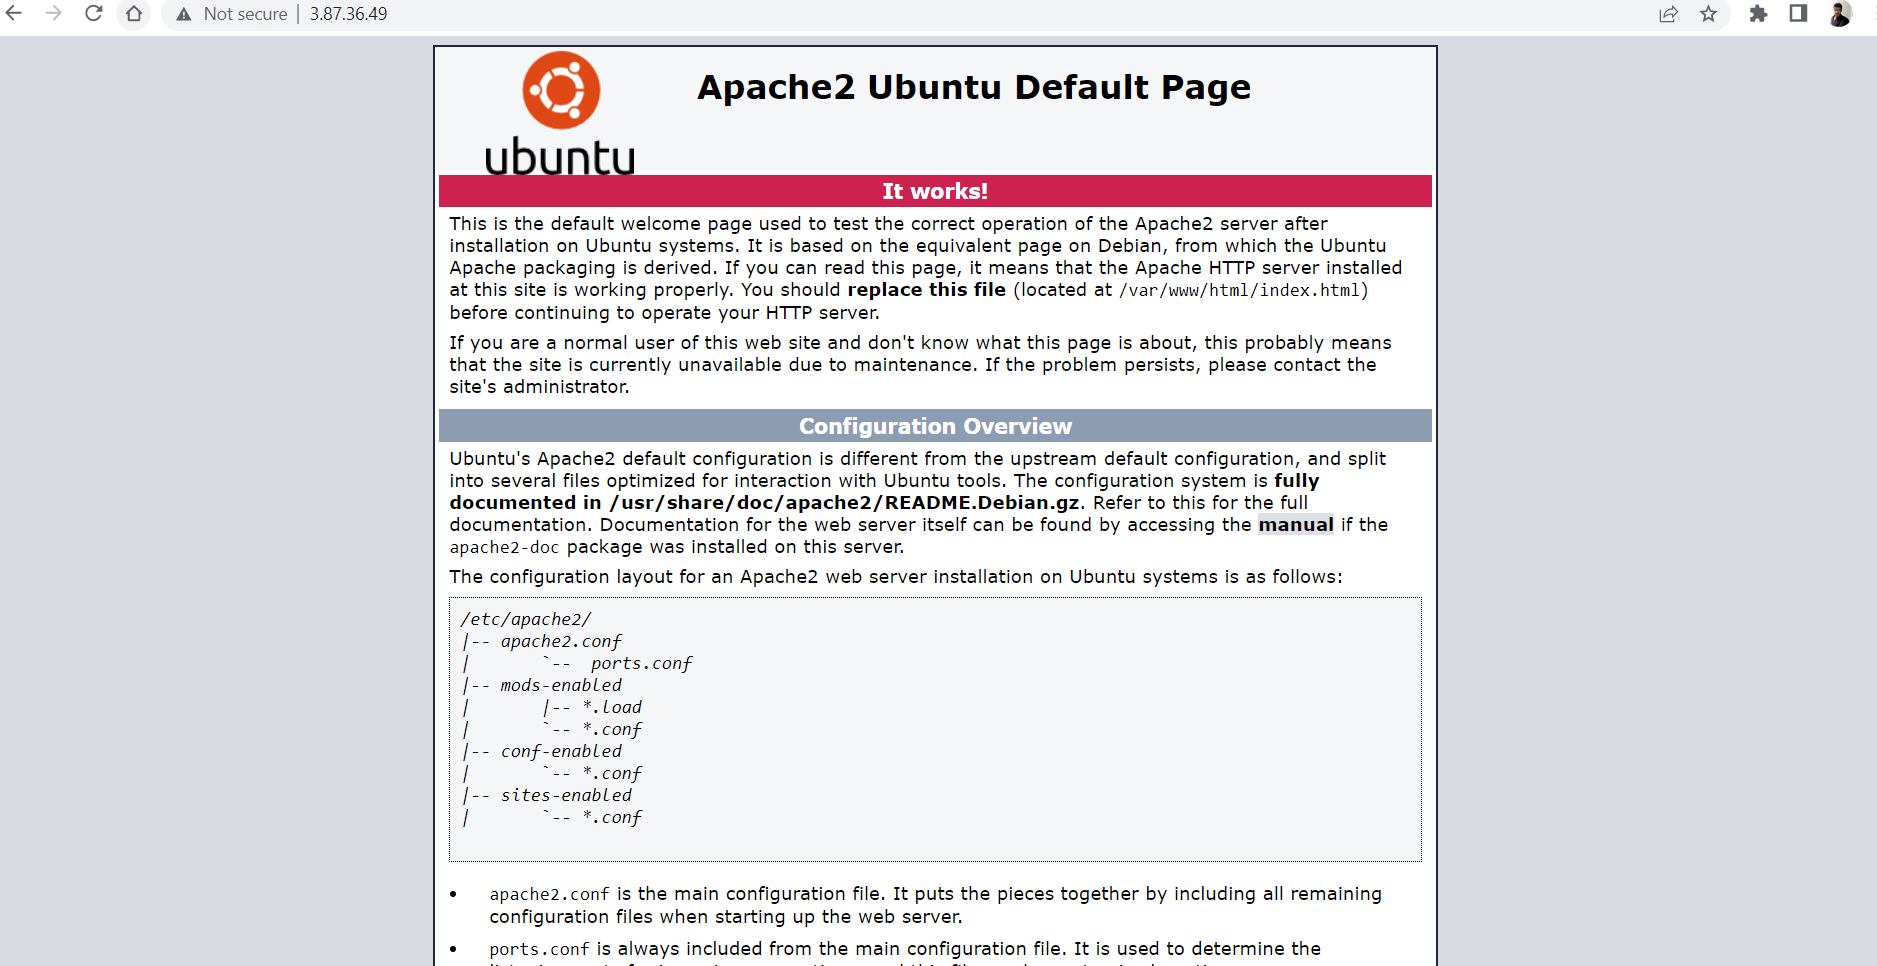 Not secure | 3.87.36.49
ubuntu
Apache2 Ubuntu Default Page
It works!
This is the default welcome page used to test the correct operation of the Apache2 server after
installation on Ubuntu systems. It is based on the equivalent page on Debian, from which the Ubuntu
Apache packaging is derived. If you can read this page, it means that the Apache HTTP server installed
at this site is working properly. You should replace this file (located at /var/www/html/index.html)
before continuing to operate your HTTP server.
If you are a normal user of this web site and don't know what this page is about, this probably means
that the site is currently unavailable due to maintenance. If the problem persists, please contact the
site's administrator.
Configuration Overview
Ubuntu's Apache2 default configuration is different from the upstream default configuration, and split
into several files optimized for interaction with Ubuntu tools. The configuration system is fully
documented in /usr/share/doc/apache2/README.Debian.gz. Refer to this for the full
documentation. Documentation for the web server itself can be found by accessing the manual if the
apache2-doc package was installed on this server.
The configuration layout for an Apache2 web server installation on Ubuntu systems is as follows:
/etc/apache2/
|-- apache2.conf
|       `--  ports.conf
|-- mods-enabled
|       |-- *.load
|       `-- *.conf
|-- conf-enabled
|       `-- *.conf
|-- sites-enabled
|       `-- *.conf
• apache2.conf is the main configuration file. It puts the pieces together by including all remaining
configuration files when starting up the web server.
• ports.conf is always included from the main configuration file. It is used to determine the